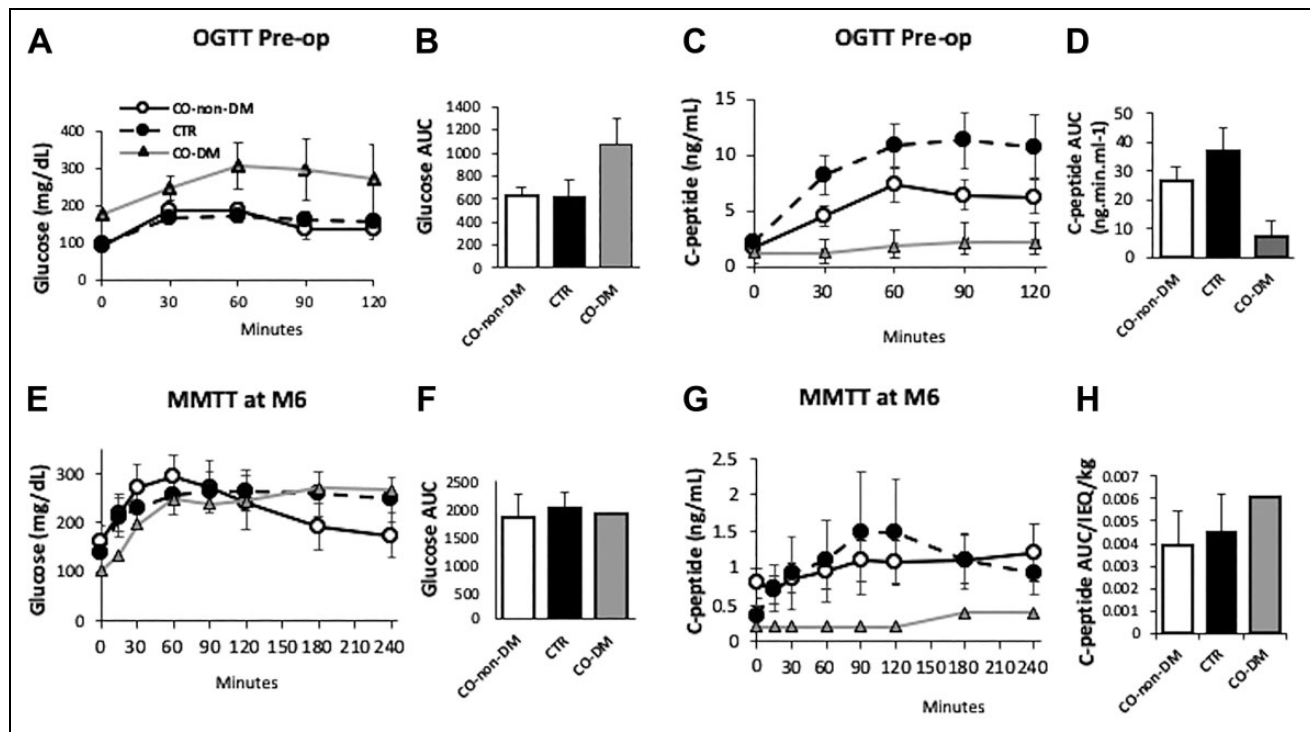 A
OGTT Pre-op
Glucose (mg/dL)
CO-non-DM
CTR
CO-DM
400
300
200
100
0
0 30 60 90 120
Minutes
B
Glucose AUC
1400
1200
1000
800
600
400
200
0
CO-non-DM
CTR
CO-DM
C
OGTT Pre-op
C-peptide (ng/mL)
15
10
5
0
0 30 60 90 120
Minutes
D
C-peptide AUC
(ng.min.ml-1)
50
40
30
20
10
0
CO-non-DM
CTR
CO-DM
E
MMTT at M6
Glucose (mg/dL)
300
200
100
0
0 30 60 90 120 150 180 210 240
Minutes
F
Glucose AUC
2500
2000
1500
1000
500
0
CO-non-DM
CTR
CO-DM
G
MMTT at M6
C-peptide (ng/mL)
2.5
2
1.5
1
0.5
0
0 30 60 90 120 150 180 210 240
Minutes
H
C-peptide AUC/IEQ/kg
0.007
0.006
0.005
0.004
0.003
0.002
0.001
0
CO-non-DM
CTR
CO-DM